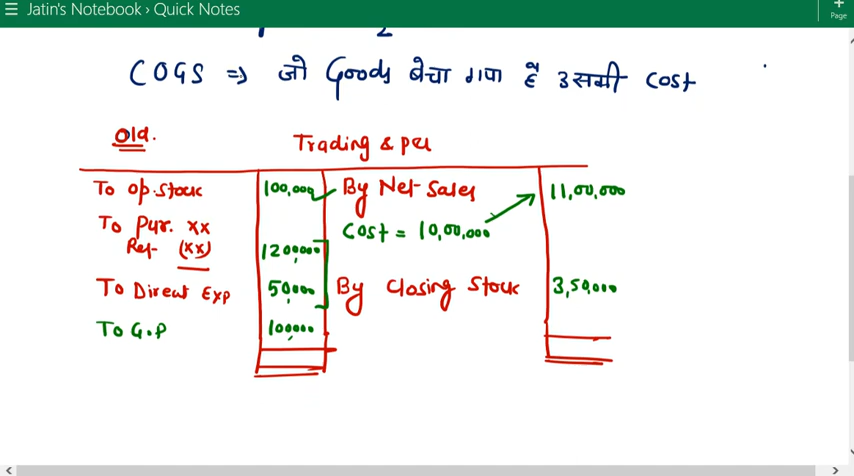 Jatin's Notebook › Quick Notes
Page
COGS => जो Goods बेचा गया है उसकी cost
Old.
Trading & P&L
To Op. Stock 100,000 By Net Sales 11,00,000
To Pur. xx Cost = 10,00,000
Ret (xx) 1200000
To Direct Exp 50,000 By Closing Stock 3,50,000
To G.P 100000